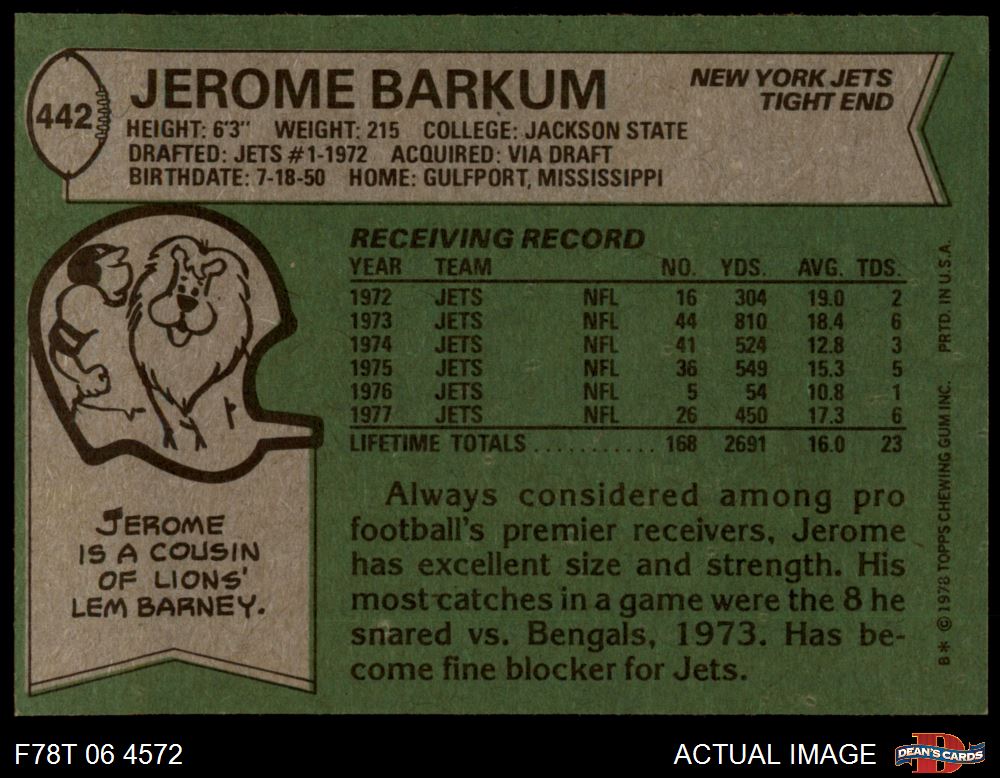 442
JEROME BARKUM
NEW YORK JETS
TIGHT END
HEIGHT: 6'3" WEIGHT: 215 COLLEGE: JACKSON STATE
DRAFTED: JETS #1-1972 ACQUIRED: VIA DRAFT
BIRTHDATE: 7-18-50 HOME: GULFPORT, MISSISSIPPI
RECEIVING RECORD
YEAR TEAM NO. YDS. AVG. TDS.
1972 JETS NFL 16 304 19.0 2
1973 JETS NFL 44 810 18.4 6
1974 JETS NFL 41 524 12.8 3
1975 JETS NFL 36 549 15.3 5
1976 JETS NFL 5 54 10.8 1
1977 JETS NFL 26 450 17.3 6
LIFETIME TOTALS ............ 168 2691 16.0 23
Always considered among pro
football's premier receivers, Jerome
has excellent size and strength. His
most catches in a game were the 8 he
snared vs. Bengals, 1973. Has be-
come fine blocker for Jets.
JEROME
IS A COUSIN
OF LIONS'
LEM BARNEY.
B* © 1978 TOPPS CHEWING GUM INC. PRTD. IN U.S.A.
F78T 06 4572
ACTUAL IMAGE
DEAN'S CARDS